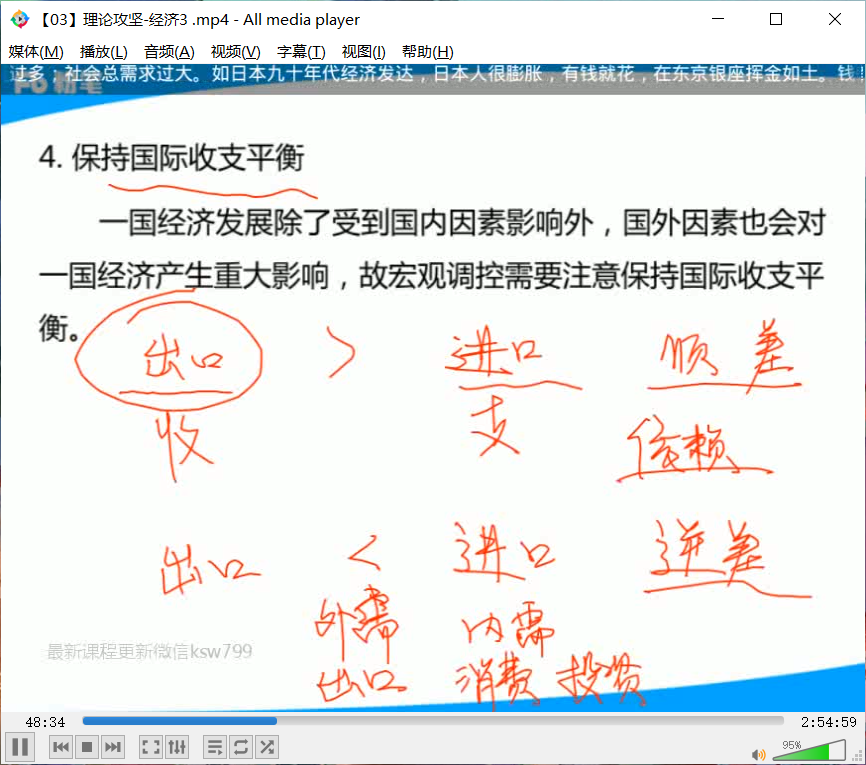 【03】理论攻坚-经济3 .mp4 - All media player
媒体(M) 播放(L) 音频(A) 视频(V) 字幕(T) 视图(I) 帮助(H)
过多；社会总需求过大。如日本九十年代经济发达，日本人很膨胀，有钱就花，在东京银座挥金如土。钱
粉笔
4. 保持国际收支平衡
一国经济发展除了受到国内因素影响外，国外因素也会对
一国经济产生重大影响，故宏观调控需要注意保持国际收支平
衡。
出口 > 进口 顺差
收 支 依赖
出口 < 进口 逆差
外需 内需
最新课程更新微信ksw799
出口 消费 投资
48:34 2:54:59
95%